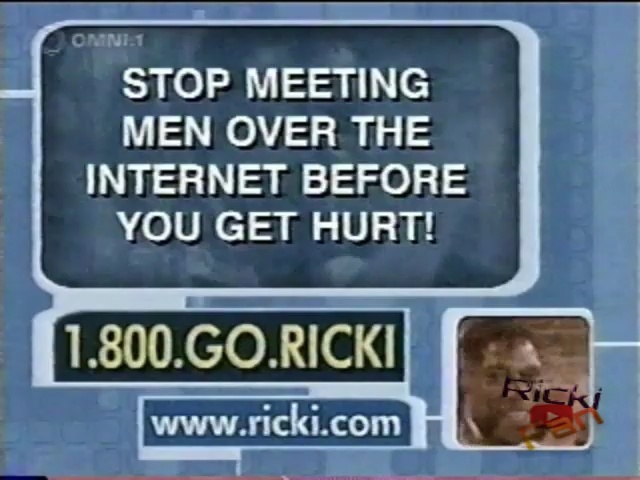 OMNI.1
STOP MEETING
MEN OVER THE
INTERNET BEFORE
YOU GET HURT!
1.800.GO.RICKI
www.ricki.com
Ricki
Fan